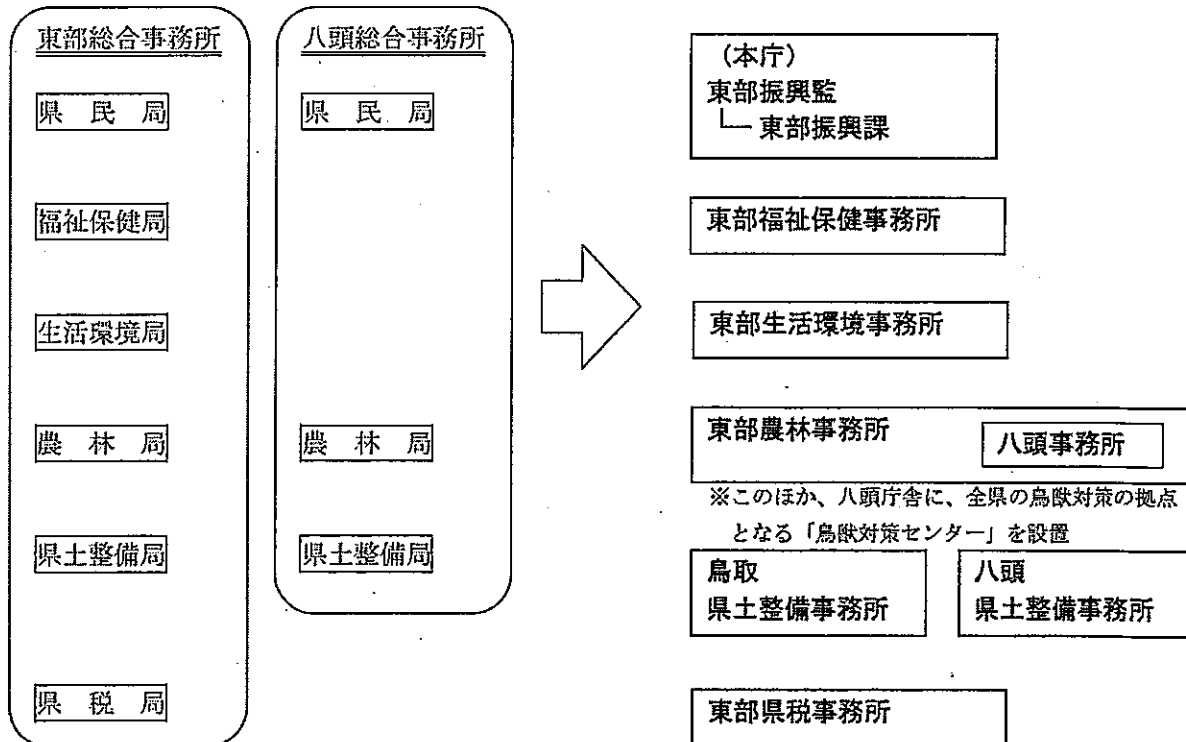 東部総合事務所
県民局
福祉保健局
生活環境局
農林局
県土整備局
県税局
八頭総合事務所
県民局
農林局
県土整備局
(本庁)
東部振興監
東部振興課
東部福祉保健事務所
東部生活環境事務所
東部農林事務所
八頭事務所
※このほか、八頭庁舎に、全県の鳥獣対策の拠点
となる「鳥獣対策センター」を設置
鳥取
県土整備事務所
八頭
県土整備事務所
東部県税事務所